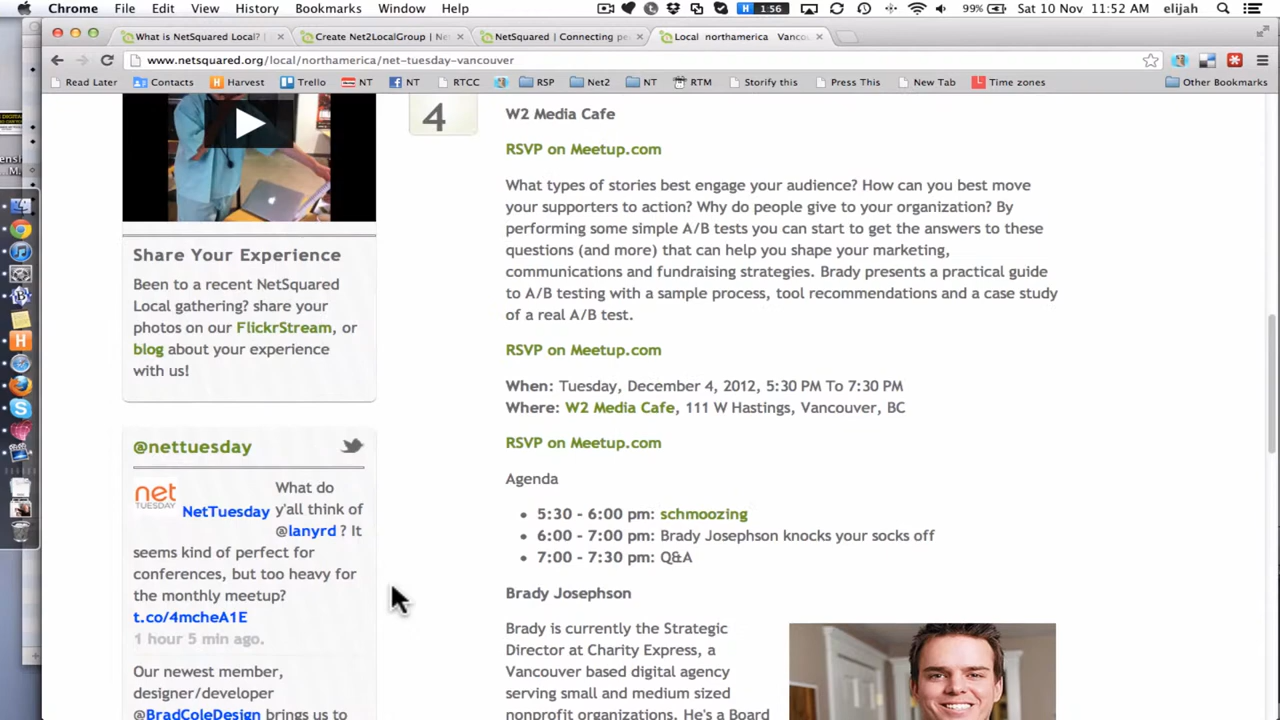 Chrome File Edit View History Bookmarks Window Help 1:56 99% Sat 10 Nov 11:52 AM elijah
What is NetSquared Local? Create Net2LocalGroup | Ne NetSquared | Connecting pe Local northamerica Vanco
www.netsquared.org/local/northamerica/net-tuesday-vancouver
Read Later Contacts Harvest Trello NT NT RTCC RSP Net2 NT RTM Storify this Press This New Tab Time zones Other Bookmarks
Share Your Experience
Been to a recent NetSquared
Local gathering? share your
photos on our FlickrStream, or
blog about your experience
with us!
@nettuesday
net
TUESDAY
NetTuesday What do
y'all think of
@lanyrd ? It
seems kind of perfect for
conferences, but too heavy for
the monthly meetup?
t.co/4mcheA1E
1 hour 5 min ago.
Our newest member,
designer/developer
@BradColeDesign brings us to
4
W2 Media Cafe
RSVP on Meetup.com
What types of stories best engage your audience? How can you best move
your supporters to action? Why do people give to your organization? By
performing some simple A/B tests you can start to get the answers to these
questions (and more) that can help you shape your marketing,
communications and fundraising strategies. Brady presents a practical guide
to A/B testing with a sample process, tool recommendations and a case study
of a real A/B test.
RSVP on Meetup.com
When: Tuesday, December 4, 2012, 5:30 PM To 7:30 PM
Where: W2 Media Cafe, 111 W Hastings, Vancouver, BC
RSVP on Meetup.com
Agenda
• 5:30 - 6:00 pm: schmoozing
• 6:00 - 7:00 pm: Brady Josephson knocks your socks off
• 7:00 - 7:30 pm: Q&A
Brady Josephson
Brady is currently the Strategic
Director at Charity Express, a
Vancouver based digital agency
serving small and medium sized
nonprofit organizations. He's a Board